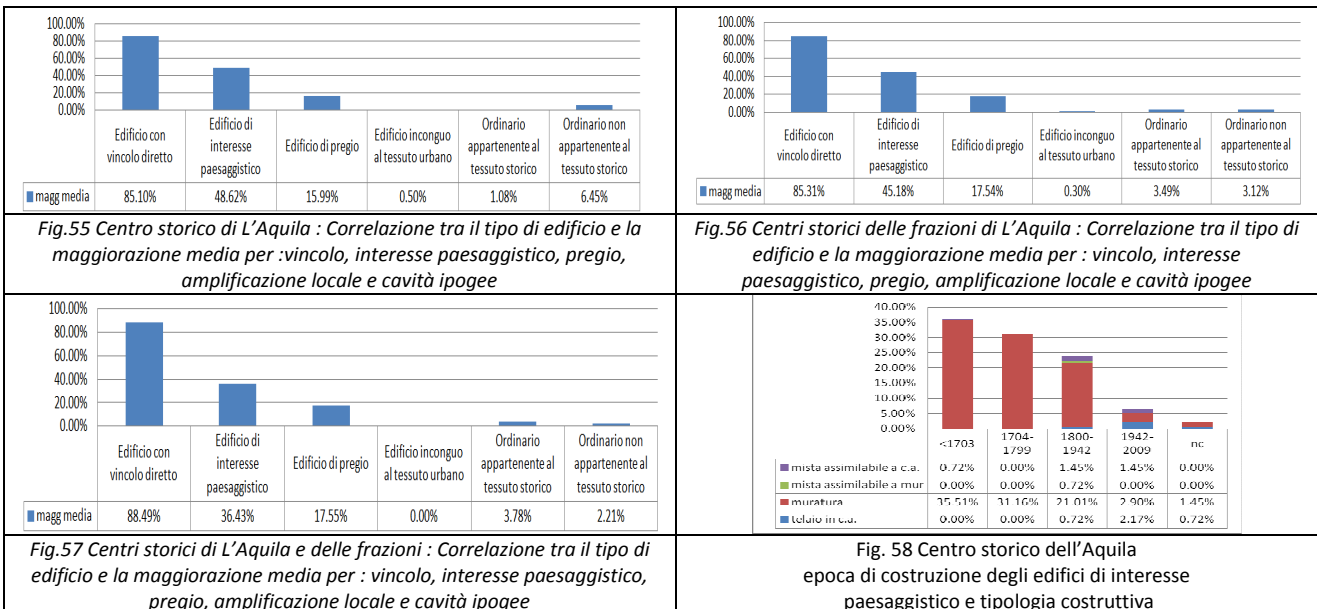 100.00%
80.00%
60.00%
40.00%
20.00%
0.00%
Edificio con vincolo diretto
Edificio di interesse paesaggistico
Edificio di pregio
Edificio inconguo al tessuto urbano
Ordinario appartenente al tessuto storico
Ordinario non appartenente al tessuto storico
magg media 85.10% 48.62% 15.99% 0.50% 1.08% 6.45%
Fig.55 Centro storico di L’Aquila : Correlazione tra il tipo di edificio e la
maggiorazione media per :vincolo, interesse paesaggistico, pregio,
amplificazione locale e cavità ipogee
100.00%
80.00%
60.00%
40.00%
20.00%
0.00%
Edificio con vincolo diretto
Edificio di interesse paesaggistico
Edificio di pregio
Edificio inconguo al tessuto urbano
Ordinario appartenente al tessuto storico
Ordinario non appartenente al tessuto storico
magg media 85.31% 45.18% 17.54% 0.30% 3.49% 3.12%
Fig.56 Centri storici delle frazioni di L’Aquila : Correlazione tra il tipo di
edificio e la maggiorazione media per : vincolo, interesse
paesaggistico, pregio, amplificazione locale e cavità ipogee
100.00%
80.00%
60.00%
40.00%
20.00%
0.00%
Edificio con vincolo diretto
Edificio di interesse paesaggistico
Edificio di pregio
Edificio inconguo al tessuto urbano
Ordinario appartenente al tessuto storico
Ordinario non appartenente al tessuto storico
magg media 88.49% 36.43% 17.55% 0.00% 3.78% 2.21%
Fig.57 Centri storici di L’Aquila e delle frazioni : Correlazione tra il tipo di
edificio e la maggiorazione media per : vincolo, interesse paesaggistico,
pregio, amplificazione locale e cavità ipogee
40.00%
35.00%
30.00%
25.00%
20.00%
15.00%
10.00%
5.00%
0.00%
<1703 1704-1799 1800-1942 1942-2009 nc
mista assimilabile a c.a. 0.72% 0.00% 1.45% 1.45% 0.00%
mista assimilabile a mur 0.00% 0.00% 0.72% 0.00% 0.00%
muratura 35.51% 31.16% 21.01% 2.90% 1.45%
telaio in c.a. 0.00% 0.00% 0.72% 2.17% 0.72%
Fig. 58 Centro storico dell’Aquila
epoca di costruzione degli edifici di interesse
paesaggistico e tipologia costruttiva